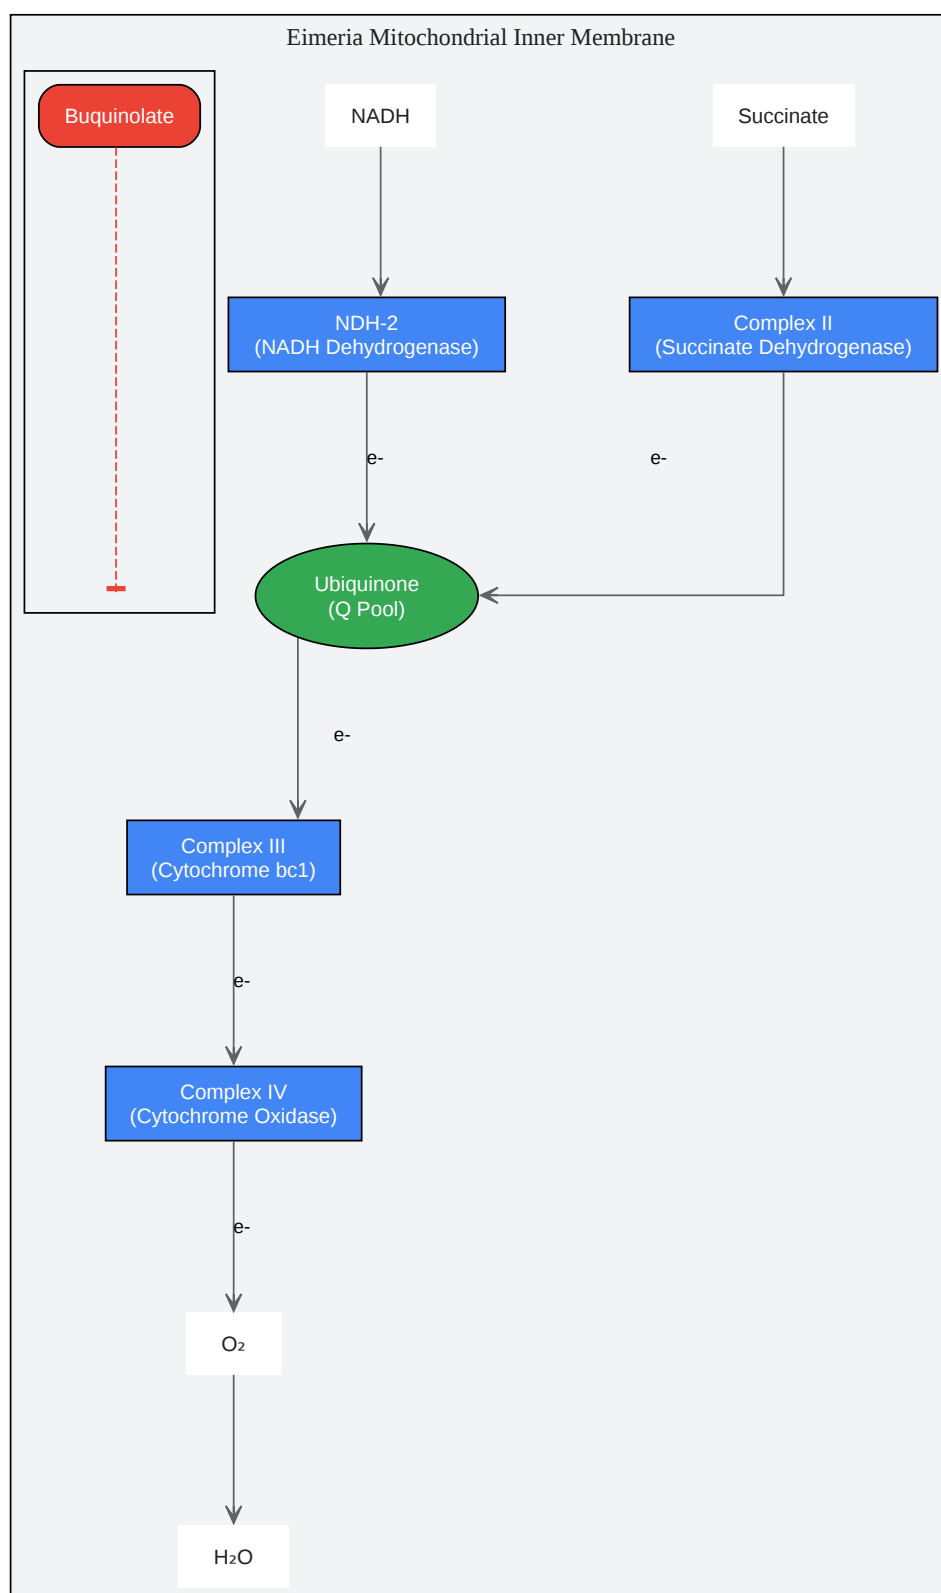 Eimeria Mitochondrial Inner Membrane
Buquinolate
NADH
Succinate
NDH-2
(NADH Dehydrogenase)
Complex II
(Succinate Dehydrogenase)
e-
e-
Ubiquinone
(Q Pool)
e-
Complex III
(Cytochrome bc1)
e-
Complex IV
(Cytochrome Oxidase)
e-
O₂
H₂O